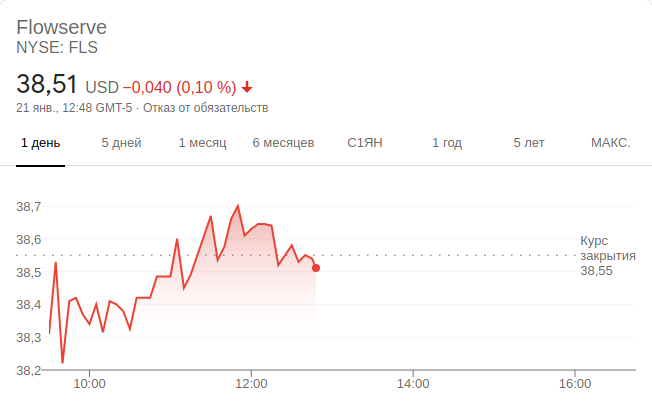 Flowserve
NYSE: FLS
38,51 USD −0,040 (0,10 %)
21 янв., 12:48 GMT-5 · Отказ от обязательств
1 день 5 дней 1 месяц 6 месяцев С1ЯН 1 год 5 лет МАКС.
38,7
38,6
38,5
38,4
38,3
38,2
Курс
закрытия
38,55
10:00 12:00 14:00 16:00